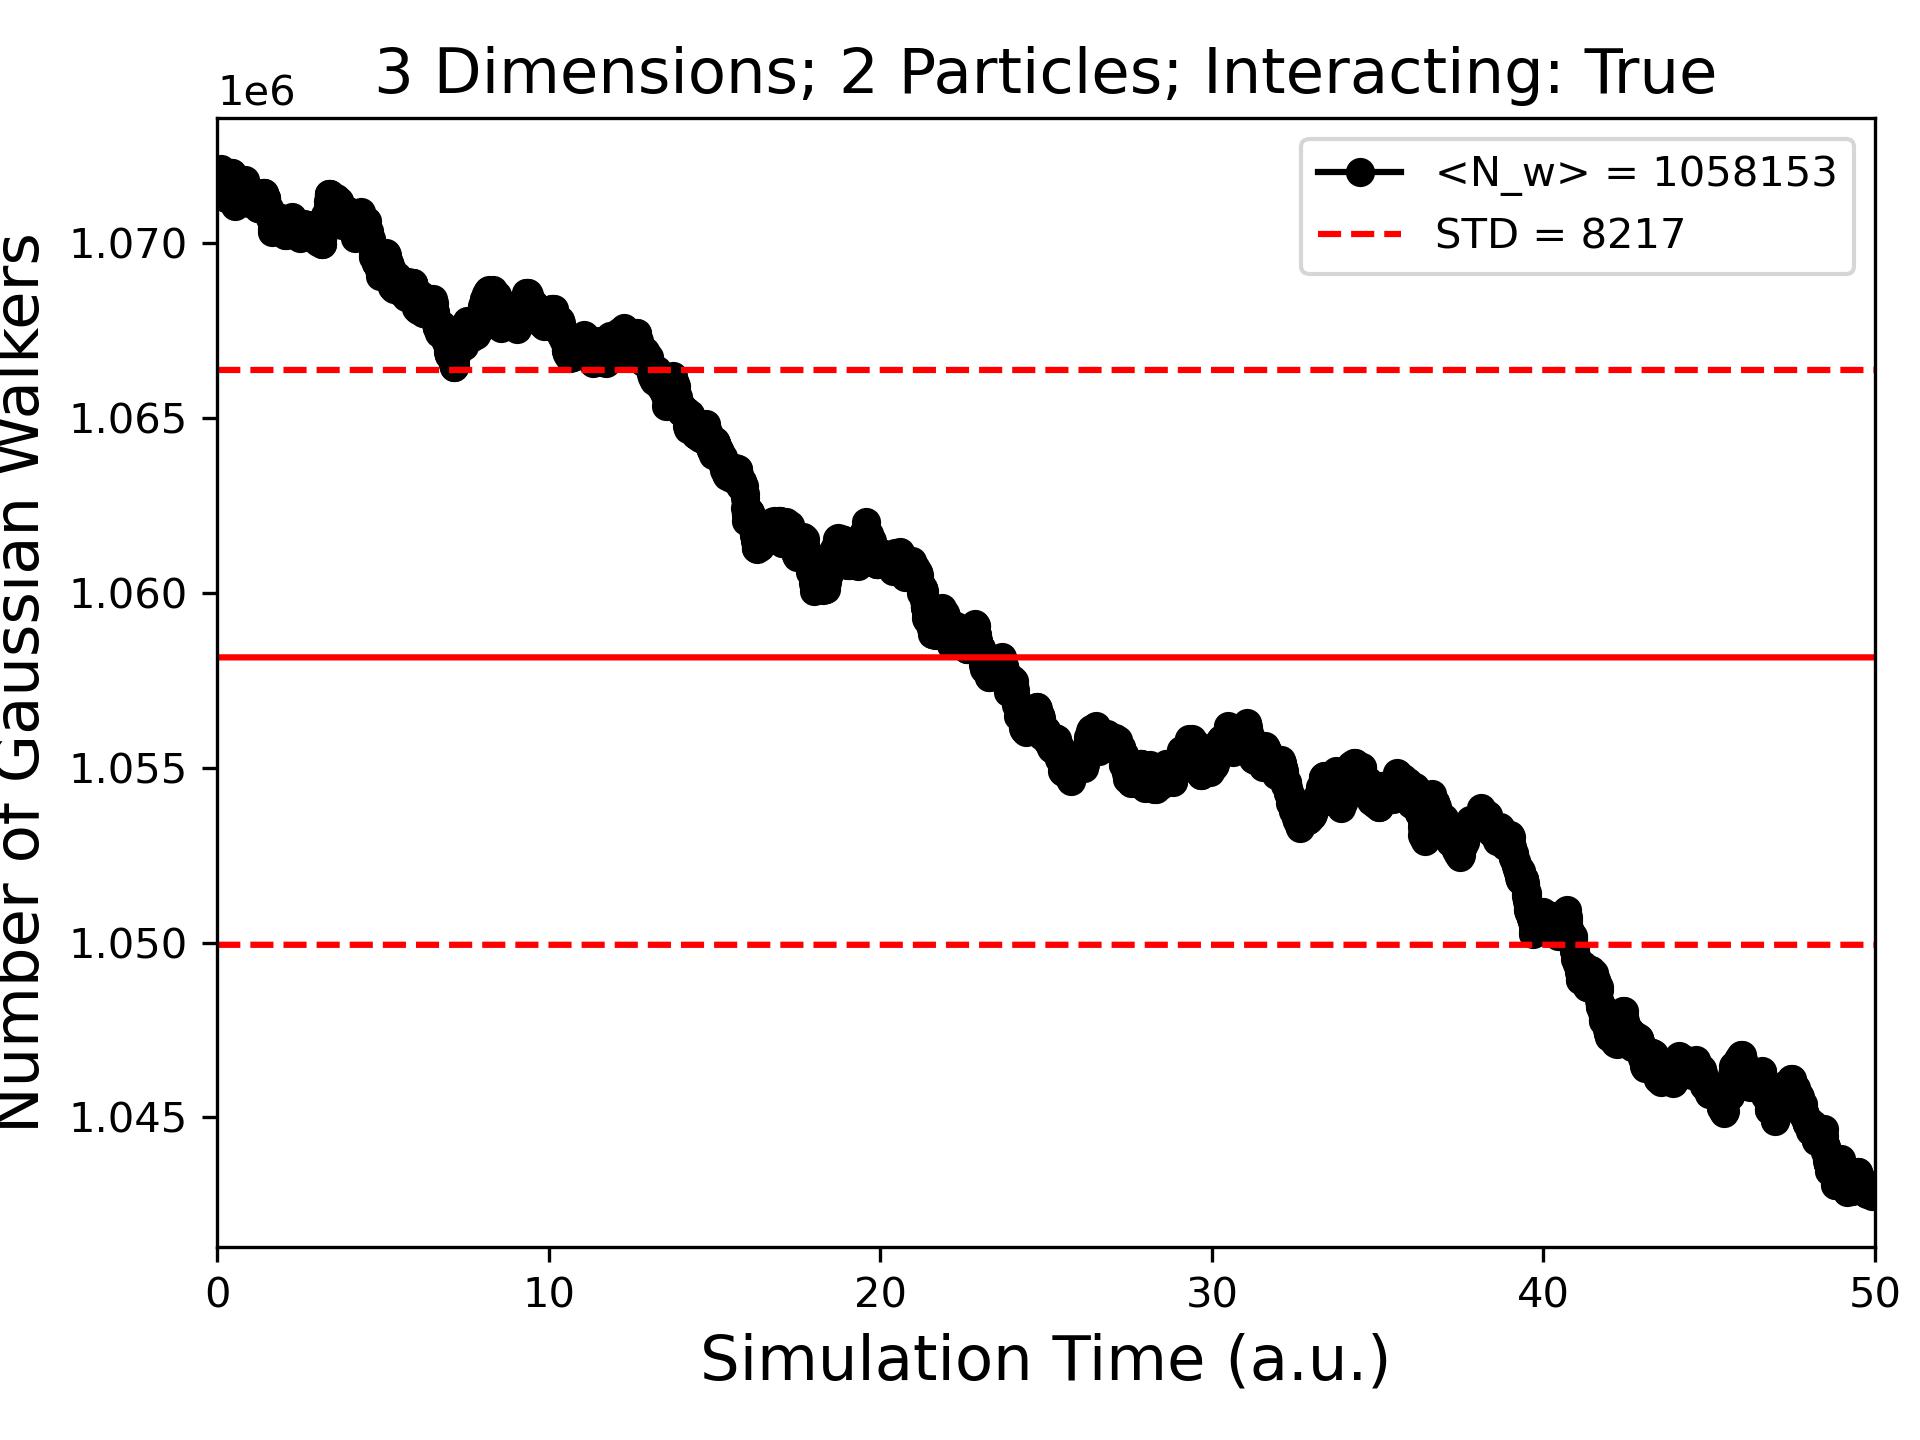 3 Dimensions; 2 Particles; Interacting: True
1e6
<N_w> = 1058153
STD = 8217
1.070
1.065
1.060
1.055
1.050
1.045
Number of Gaussian Walkers
0 10 20 30 40 50
Simulation Time (a.u.)